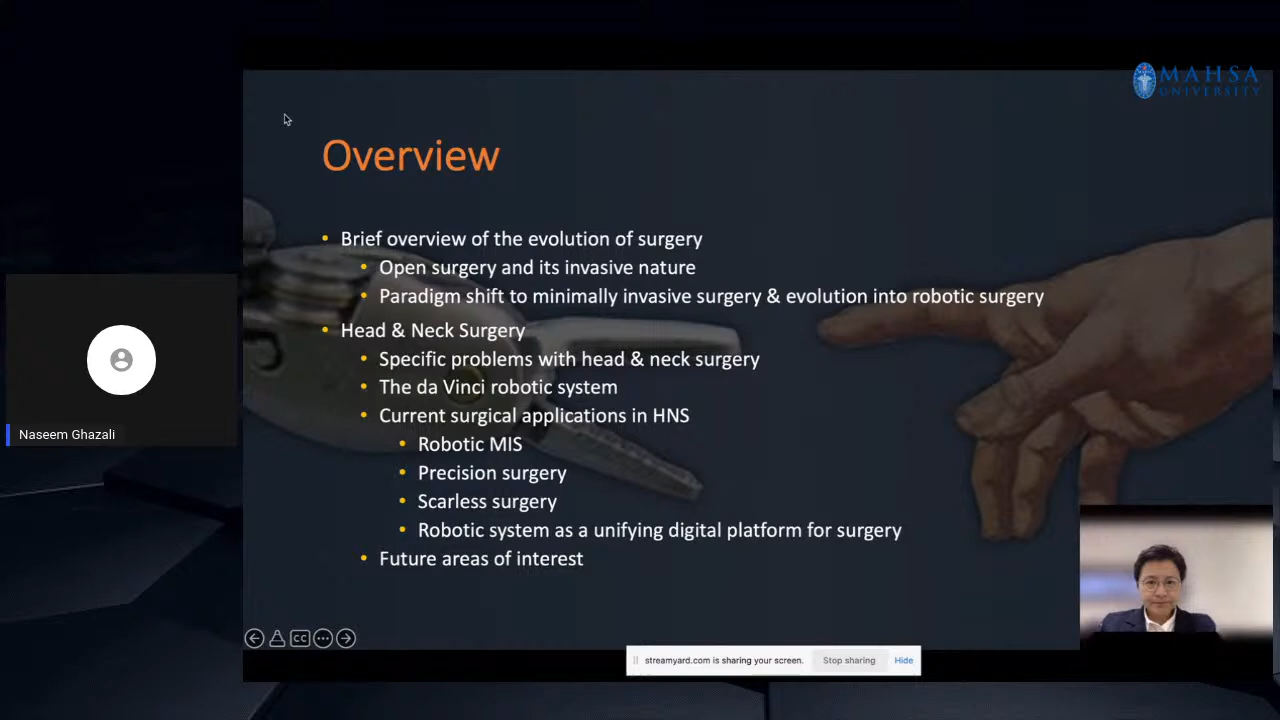 MAHSA
UNIVERSITY
Overview
• Brief overview of the evolution of surgery
• Open surgery and its invasive nature
• Paradigm shift to minimally invasive surgery & evolution into robotic surgery
• Head & Neck Surgery
• Specific problems with head & neck surgery
• The da Vinci robotic system
• Current surgical applications in HNS
• Robotic MIS
• Precision surgery
• Scarless surgery
• Robotic system as a unifying digital platform for surgery
• Future areas of interest
Naseem Ghazali
CC
streamyard.com is sharing your screen. Stop sharing Hide